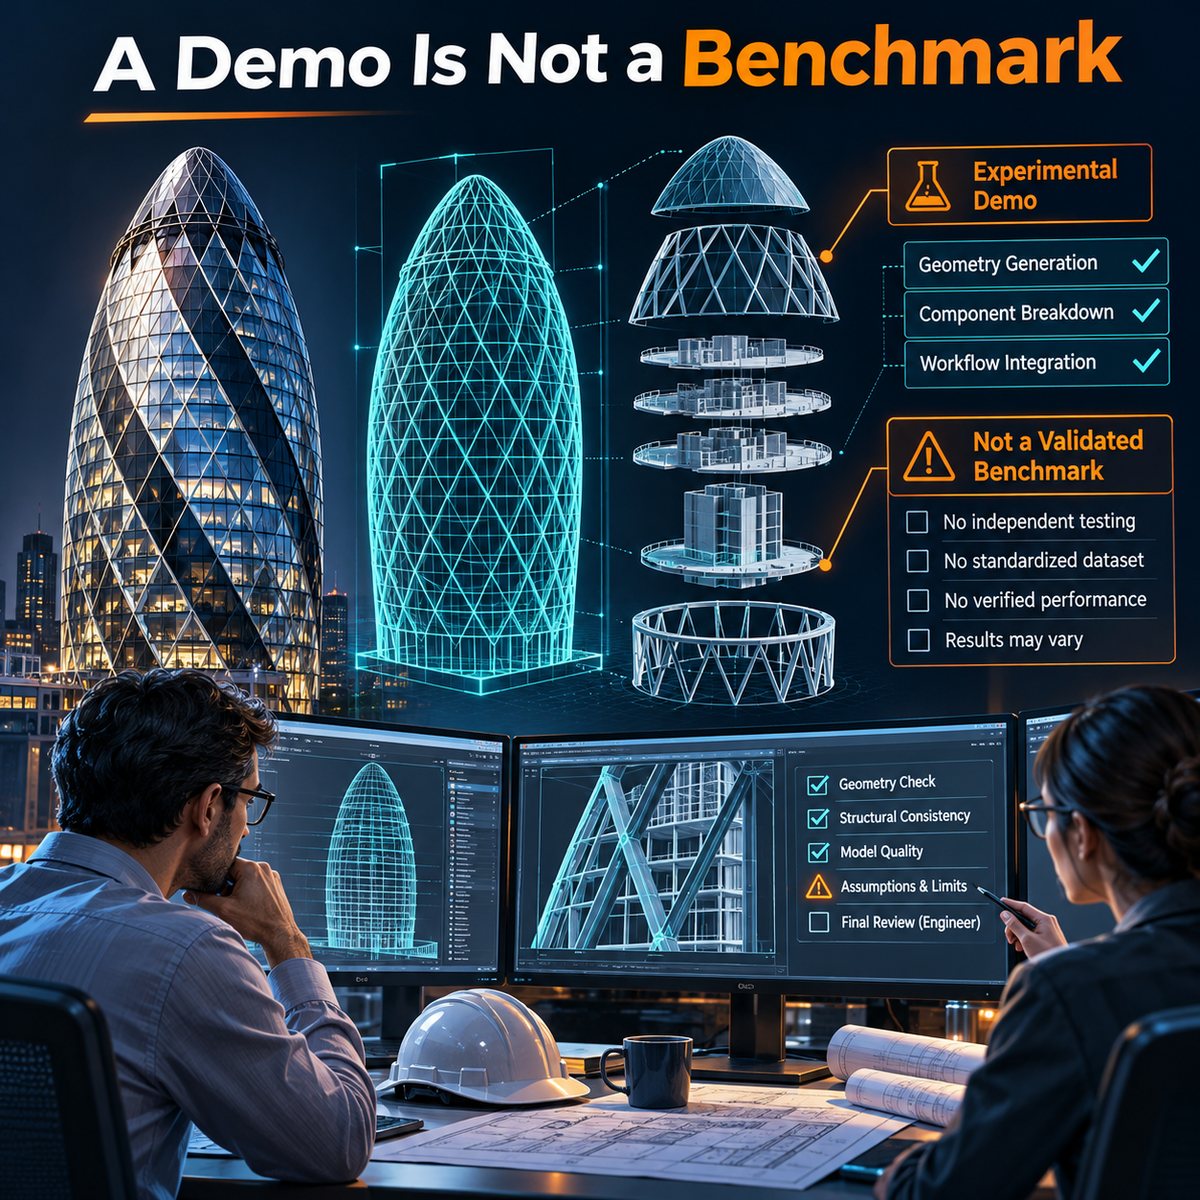 A Demo Is Not a Benchmark
Experimental
Demo
Geometry Generation
Component Breakdown
Workflow Integration
Not a Validated
Benchmark
No independent testing
No standardized dataset
No verified performance
Results may vary
Geometry Check
Structural Consistency
Model Quality
Assumptions & Limits
Final Review (Engineer)